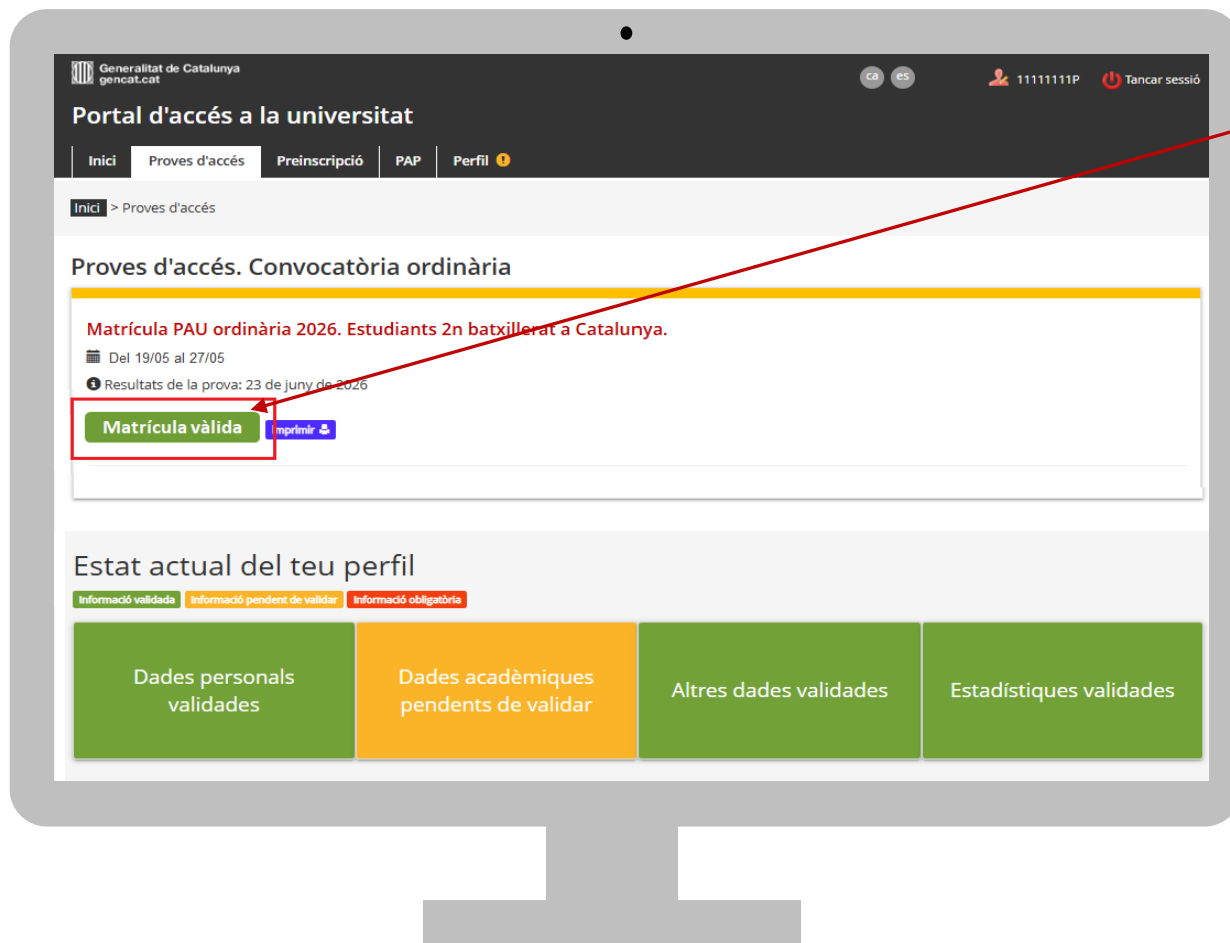 Generalitat de Catalunya
gencat.cat
ca es
11111111P
Tancar sessió
Portal d'accés a la universitat
Inici Proves d'accés Preinscripció PAP Perfil
Inici > Proves d'accés
Proves d'accés. Convocatòria ordinària
Matrícula PAU ordinària 2026. Estudiants 2n batxillerat a Catalunya.
Del 19/05 al 27/05
Resultats de la prova: 23 de juny de 2026
Matrícula vàlida Imprimir
Estat actual del teu perfil
Informació validada Informació pendent de validar Informació obligatòria
Dades personals
validades
Dades acadèmiques
pendents de validar
Altres dades validades
Estadístiques validades